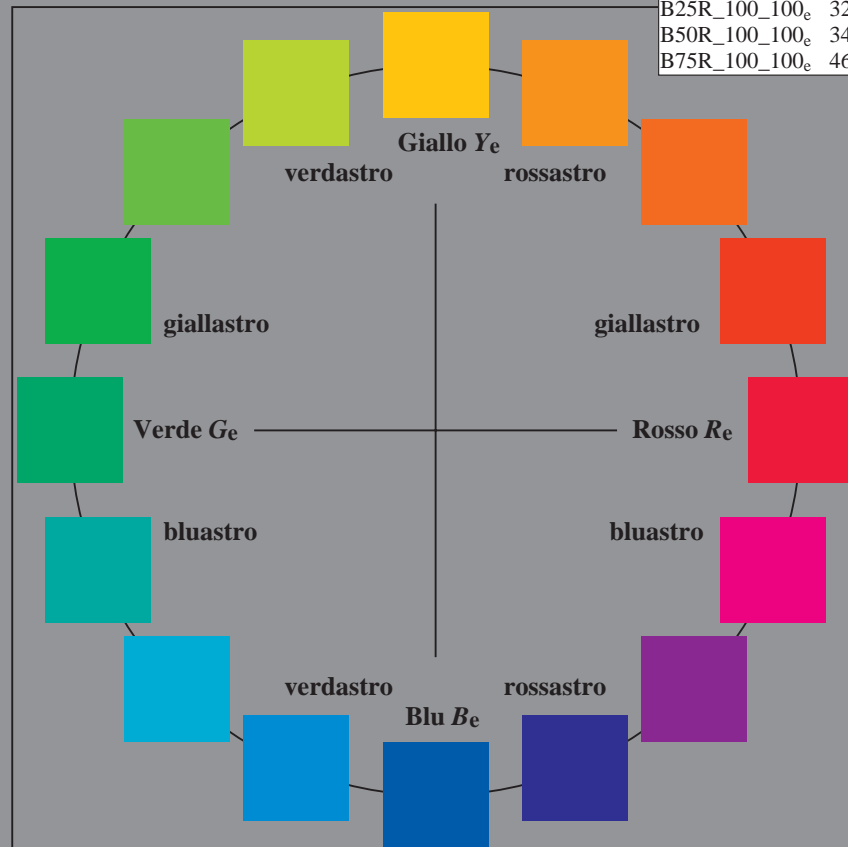 B25R_100_100e 32
B50R_100_100e 34
B75R_100_100e 46
Giallo Ye
verdastro rossastro
giallastro giallastro
Verde Ge Rosso Re
bluastro bluastro
verdastro rossastro
Blu Be